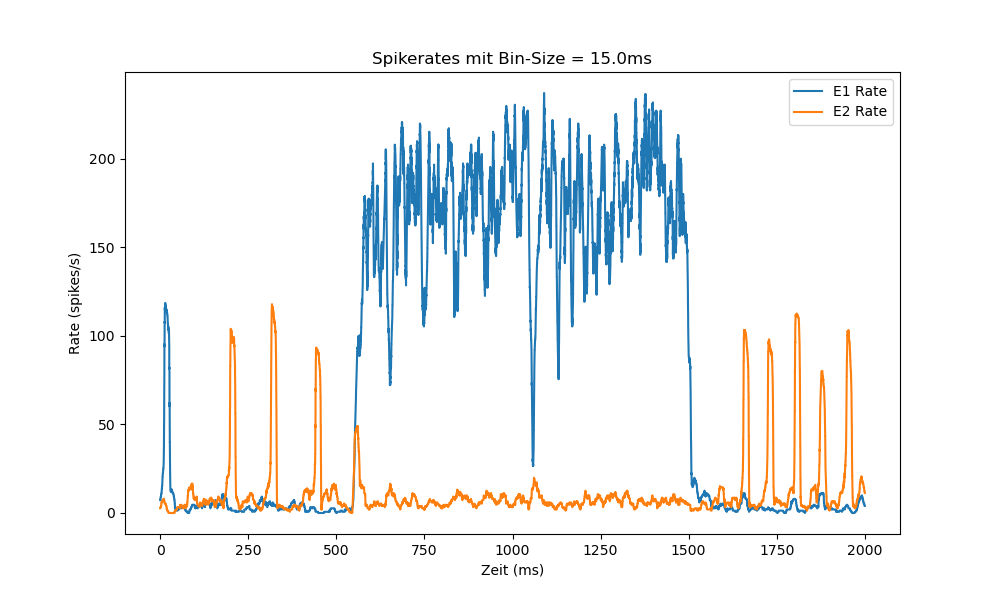 Spikerates mit Bin-Size = 15.0ms
E1 Rate
E2 Rate
200
150
100
50
0
Rate (spikes/s)
0 250 500 750 1000 1250 1500 1750 2000
Zeit (ms)